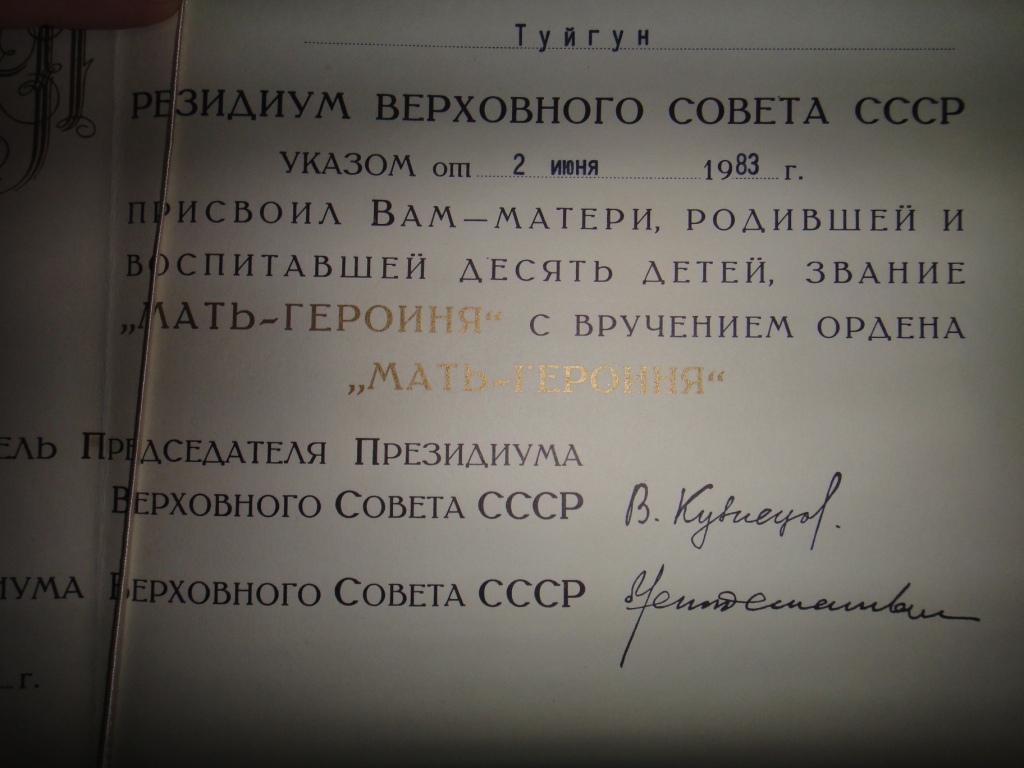 Туйгун
РЕЗИДИУМ ВЕРХОВНОГО СОВЕТА СССР
УКАЗОМ от 2 июня 1983 г.
ПРИСВОИЛ ВАМ — МАТЕРИ, РОДИВШЕЙ И
ВОСПИТАВШЕЙ ДЕСЯТЬ ДЕТЕЙ, ЗВАНИЕ
„МАТЬ-ГЕРОИНЯ“ С ВРУЧЕНИЕМ ОРДЕНА
„МАТЬ-ГЕРОИНЯ“
ЕЛЬ ПРЕДСЕДАТЕЛЯ ПРЕЗИДИУМА
ВЕРХОВНОГО СОВЕТА СССР В. Кузнецов.
ИУМА ВЕРХОВНОГО СОВЕТА СССР
г.